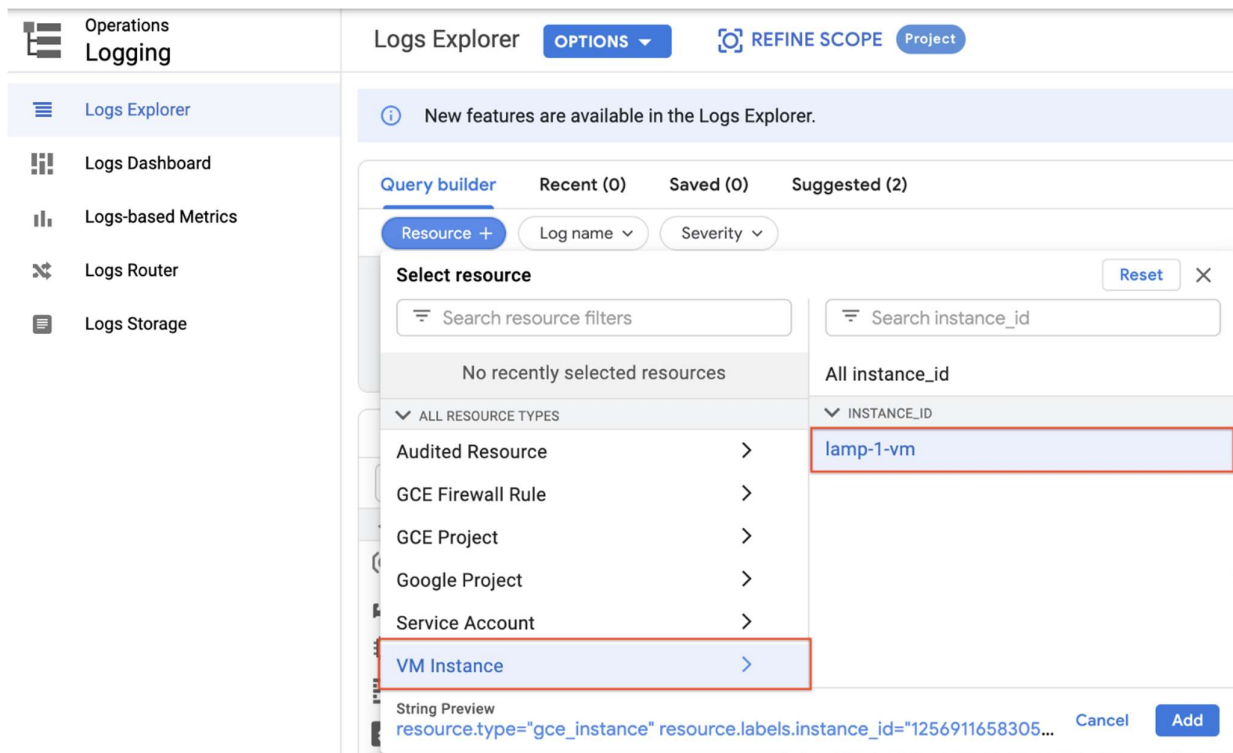 Operations
Logging
Logs Explorer
OPTIONS
REFINE SCOPE
Project
Logs Explorer
Logs Dashboard
Logs-based Metrics
Logs Router
Logs Storage
New features are available in the Logs Explorer.
Query builder
Recent (0)
Saved (0)
Suggested (2)
Resource +
Log name
Severity
Select resource
Reset
Search resource filters
No recently selected resources
ALL RESOURCE TYPES
Audited Resource
GCE Firewall Rule
GCE Project
Google Project
Service Account
VM Instance
Search instance_id
All instance_id
INSTANCE_ID
lamp-1-vm
String Preview
resource.type="gce_instance" resource.labels.instance_id="1256911658305...
Cancel
Add